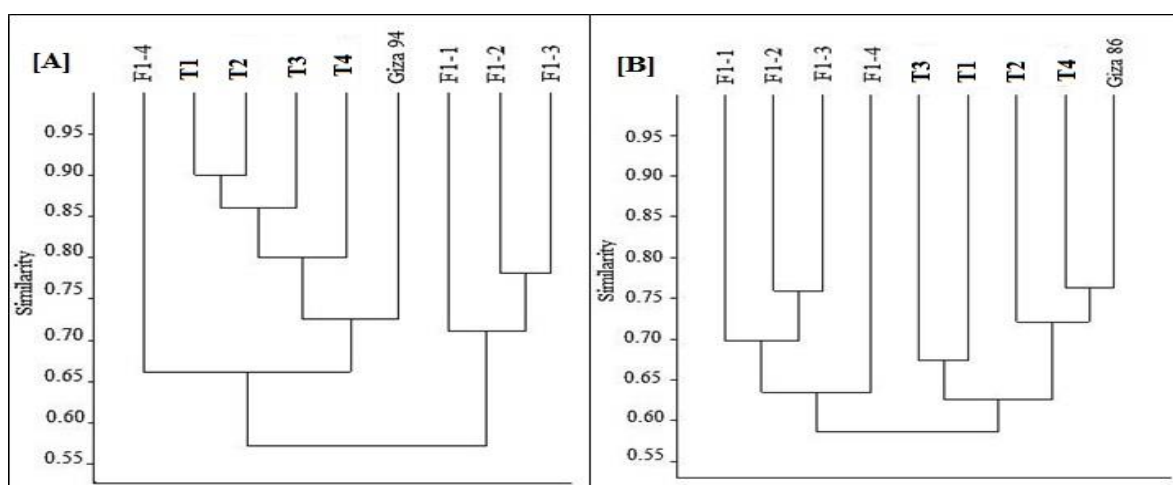 [A]
F1-4
T1
T2
T3
T4
Giza 94
F1-1
F1-2
F1-3
Similarity
0.95
0.90
0.85
0.80
0.75
0.70
0.65
0.60
0.55
[B]
F1-1
F1-2
F1-3
F1-4
T3
T1
T2
T4
Giza 86
Similarity
0.95
0.90
0.85
0.80
0.75
0.70
0.65
0.60
0.55